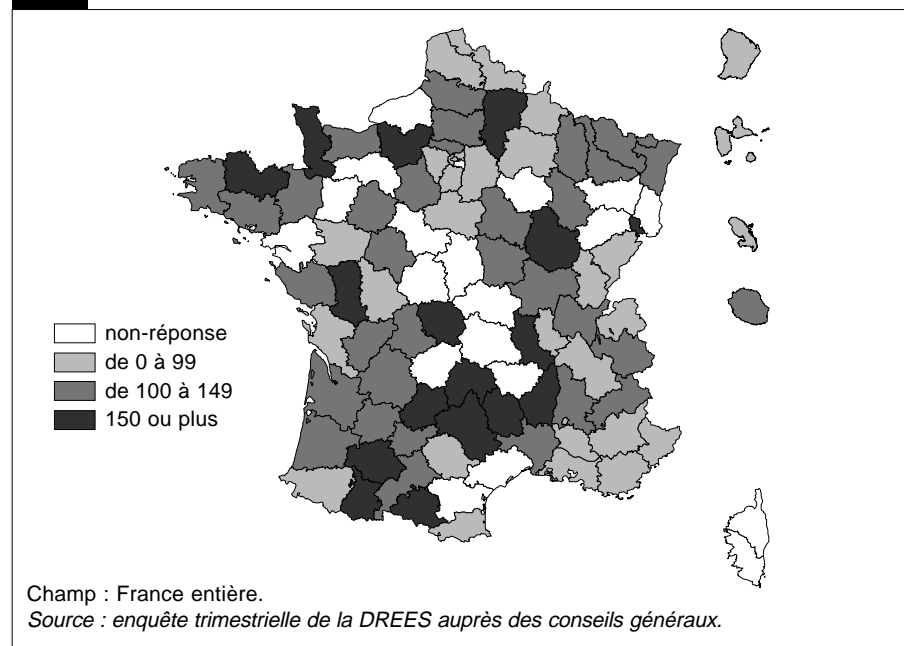 non-réponse
de 0 à 99
de 100 à 149
150 ou plus
Champ : France entière.
Source : enquête trimestrielle de la DREES auprès des conseils généraux.